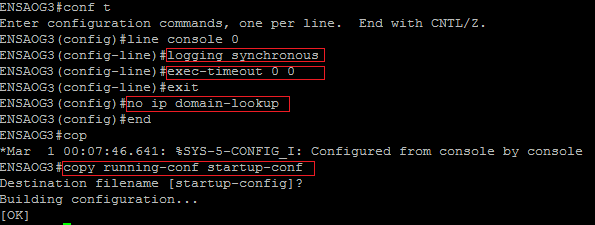 ENSAOG3#conf t
Enter configuration commands, one per line.  End with CNTL/Z.
ENSAOG3(config)#line console 0
ENSAOG3(config-line)#logging synchronous
ENSAOG3(config-line)#exec-timeout 0 0
ENSAOG3(config-line)#exit
ENSAOG3(config)#no ip domain-lookup
ENSAOG3(config)#end
ENSAOG3#cop
*Mar  1 00:07:46.641: %SYS-5-CONFIG_I: Configured from console by console
ENSAOG3#copy running-conf startup-conf
Destination filename [startup-config]?
Building configuration...
[OK]